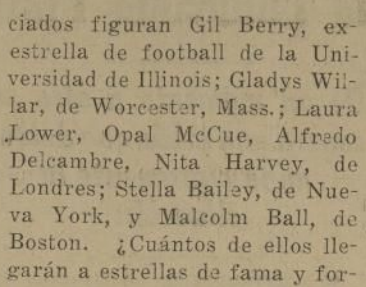 ciados figuran Gil Berry, ex-
estrella de football de la Uni-
versidad de Illinois; Gladys Wil-
lar, de Worcester, Mass.; Laura
Lower, Opal McCue, Alfredo
Delcambre, Nita Harvey, de
Londres; Stella Bailey, de Nue-
va York, y Malcolm Ball, de
Boston. ¿Cuántos de ellos lle-
garán a estrellas de fama y for-